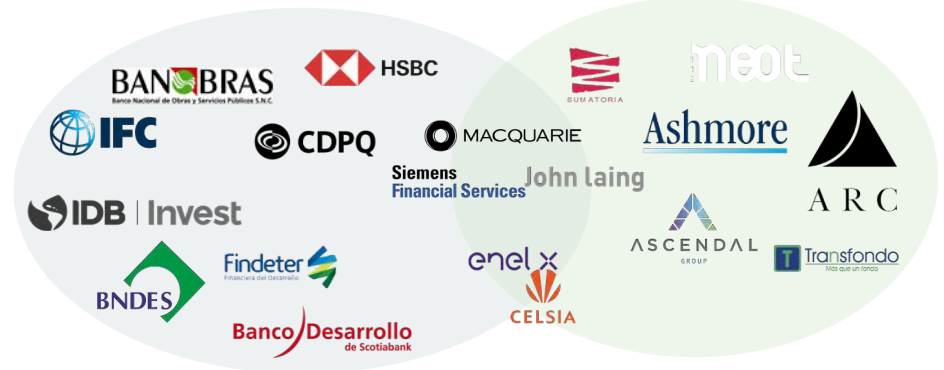 BANOBRAS
Banco Nacional de Obras y Servicios Públicos S.N.C.
HSBC
SUMATORIA
neot
IFC
CDPQ
MACQUARIE
Ashmore
Siemens
Financial Services
John laing
IDB | Invest
ARC
ASCENDAL
GROUP
T Transfondo
Más que un fondo
BNDES
Findeter
Financiera del Desarrollo
enel x
CELSIA
Banco Desarrollo
de Scotiabank